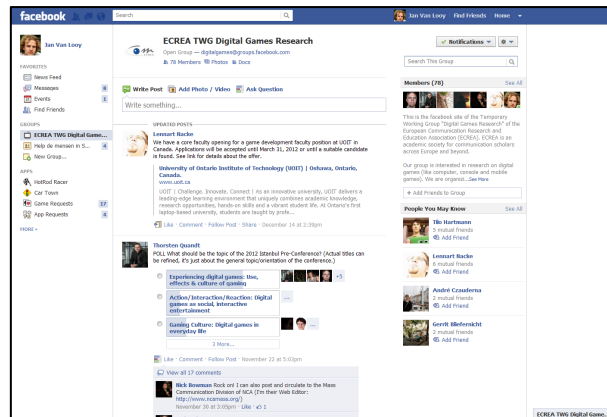 facebook
Search
Jan Van Looy Find Friends Home
Jan Van Looy
FAVORITES
News Feed
Messages 6
Events 1
Find Friends
GROUPS
ECREA TWG Digital Game...
Help de mensen in S... 4
New Group...
APPS
HotRod Racer
Car Town
Game Requests 17
App Requests 4
MORE
ECREA TWG Digital Games Research
Open Group — digitalgames@groups.facebook.com
78 Members Photos Docs
Notifications
Write Post Add Photo / Video Ask Question
Write something...
UPDATED POSTS
Lennart Nacke
We have a core faculty opening for a game development faculty position at UOIT in
Canada. Applications will be accepted until March 31, 2012 or until a suitable candidate
is found. See link for details about the offer.
University of Ontario Institute of Technology (UOIT) | Oshawa, Ontario,
Canada.
www.uoit.ca
UOIT | Challenge. Innovate. Connect | As an innovative university, UOIT delivers a
leading-edge learning environment that uniquely combines academic knowledge,
research opportunities, hands-on skills and a vibrant student life. As Ontario's first
laptop-based university, students are taught by profe...
Like · Comment · Follow Post · Share · December 14 at 2:39pm
Thorsten Quandt
POLL What should be the topic of the 2012 Istanbul Pre-Conference? (Actual titles can
be refined, it's just about the general topic/orientation of the conference.)
Experiencing digital games: Use,
effects & culture of gaming
+5
Action/Interaction/Reaction: Digital
games as social, interactive
entertainment
...
Gaming Culture: Digital games in
everyday life
...
3 More...
Like · Comment · Follow Post · November 22 at 5:03pm
View all 17 comments
Nick Bowman Rock on! I can also post and circulate to the Mass
Communication Division of NCA (I'm their Web Editor:
http://www.ncamass.org/)
November 30 at 3:05pm · Like · 1
Search This Group
Members (78) See All
This is the facebook site of the Temporary
Working Group "Digital Games Research" of the
European Communication Research and
Education Association (ECREA). ECREA is an
academic society for communication scholars
across Europe and beyond.
Our group is interested in research on digital
games (like computer, console and mobile
games). We are organizi...See More
+ Add Friends to Group
People You May Know See All
Tilo Hartmann
5 mutual friends
Add Friend
Lennart Nacke
6 mutual friends
Add Friend
André Czauderna
2 mutual friends
Add Friend
Gerrit Bliefernicht
2 mutual friends
Add Friend
ECREA TWG Digital Game...